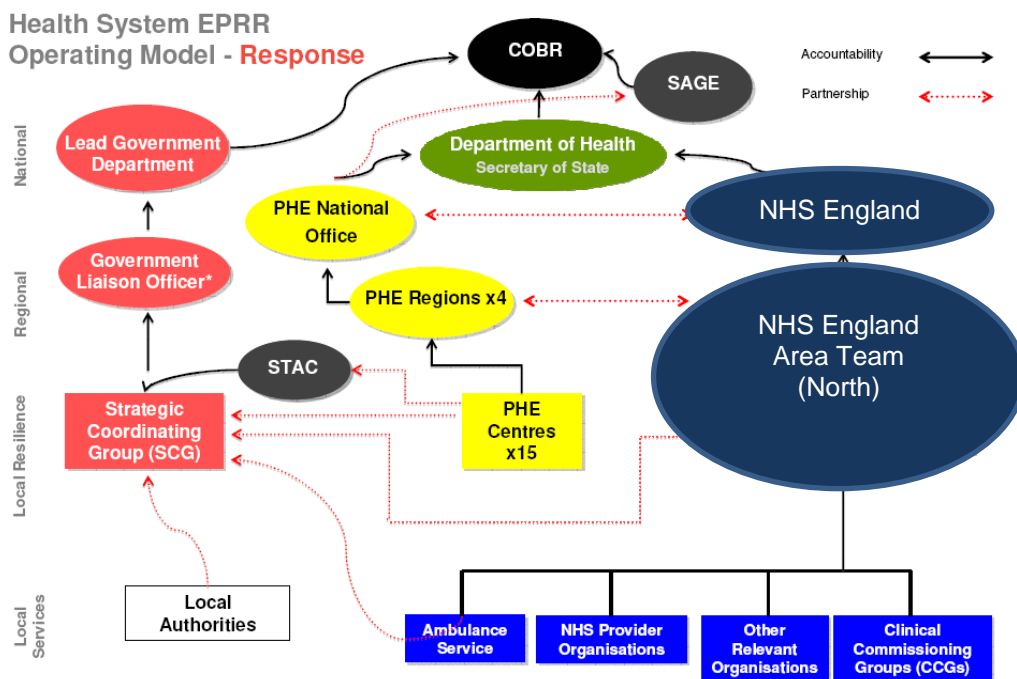 Health System EPRR
Operating Model - Response
COBR
SAGE
Accountability
Partnership
National
Lead Government
Department
Department of Health
Secretary of State
PHE National
Office
NHS England
Regional
Government
Liaison Officer*
PHE Regions x4
NHS England
Area Team
(North)
Local Resilience
STAC
Strategic
Coordinating
Group (SCG)
PHE
Centres
x15
Local
Services
Local
Authorities
Ambulance
Service
NHS Provider
Organisations
Other
Relevant
Organisations
Clinical
Commissioning
Groups (CCGs)